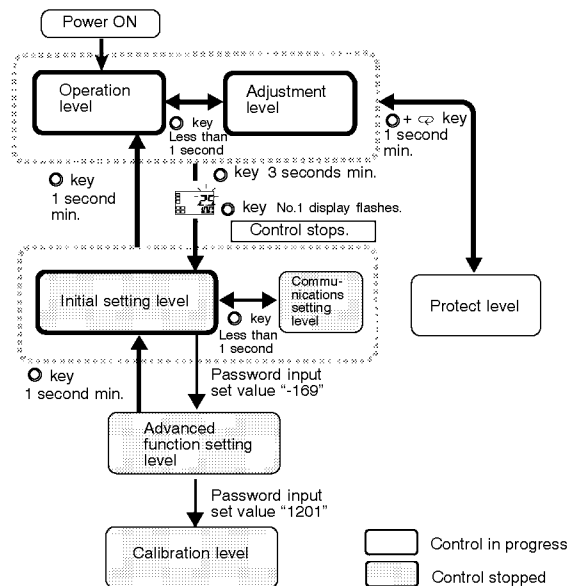 Power ON
Operation
level
Adjustment
level
key
Less than
1 second
+ key
1 second
min.
key
1 second
min.
key 3 seconds min.
25
key No.1 display flashes.
Control stops.
Initial setting level
Commu-
nications
setting
level
key
Less than
1 second
Protect level
key
1 second min.
Password input
set value “-169”
Advanced
function setting
level
Password input
set value “1201”
Calibration level
Control in progress
Control stopped